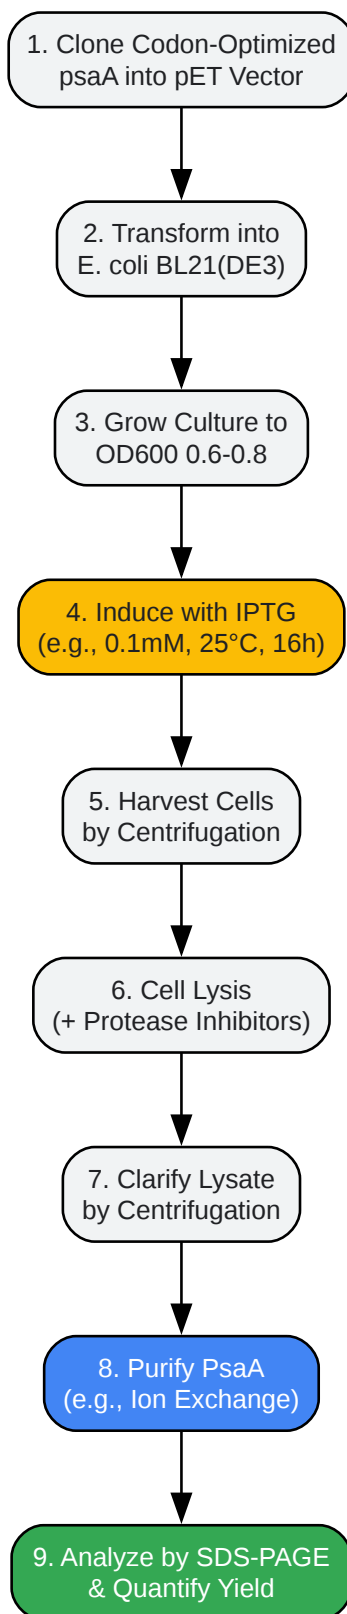 1. Clone Codon-Optimized
psaA into pET Vector
2. Transform into
E. coli BL21(DE3)
3. Grow Culture to
OD600 0.6-0.8
4. Induce with IPTG
(e.g., 0.1mM, 25°C, 16h)
5. Harvest Cells
by Centrifugation
6. Cell Lysis
(+ Protease Inhibitors)
7. Clarify Lysate
by Centrifugation
8. Purify PsaA
(e.g., Ion Exchange)
9. Analyze by SDS-PAGE
& Quantify Yield